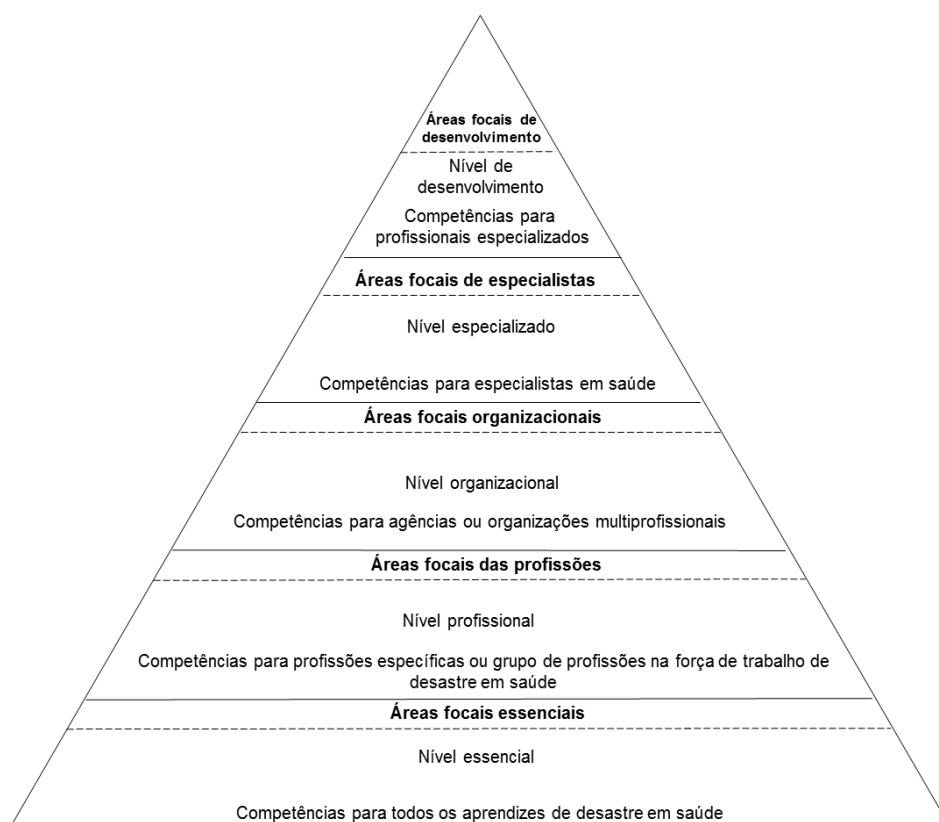 Áreas focais de
desenvolvimento
Nível de
desenvolvimento
Competências para
profissionais especializados
Áreas focais de especialistas
Nível especializado
Competências para especialistas em saúde
Áreas focais organizacionais
Nível organizacional
Competências para agências ou organizações multiprofissionais
Áreas focais das profissões
Nível profissional
Competências para profissões específicas ou grupo de profissões na força de trabalho de
desastre em saúde
Áreas focais essenciais
Nível essencial
Competências para todos os aprendizes de desastre em saúde